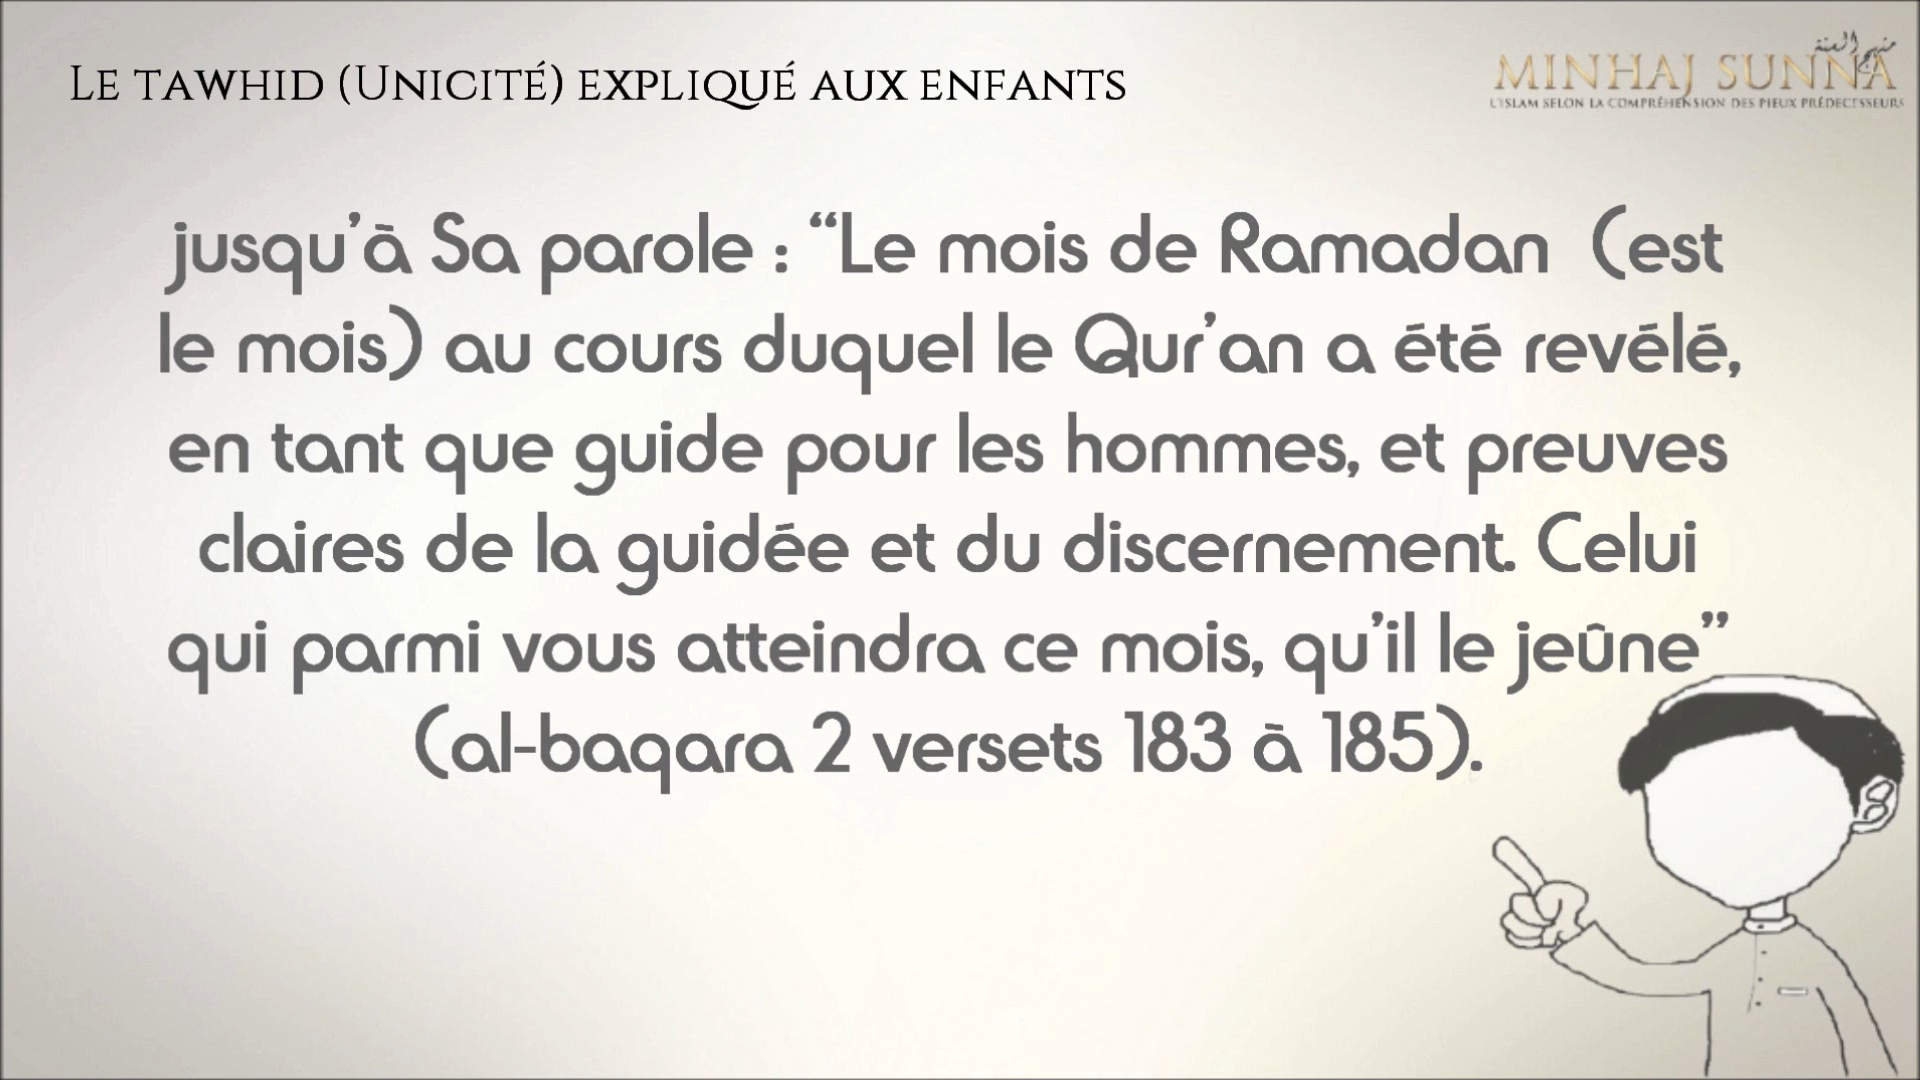 Le tawhid (Unicité) expliqué aux enfants
منهج السنة
MINHAJ SUNNA
L'ISLAM SELON LA COMPRÉHENSION DES PIEUX PRÉDECESSEURS
jusqu'à Sa parole : “Le mois de Ramadan (est
le mois) au cours duquel le Qur'an a été revélé,
en tant que guide pour les hommes, et preuves
claires de la guidée et du discernement. Celui
qui parmi vous atteindra ce mois, qu'il le jeûne”
(al-baqara 2 versets 183 à 185).